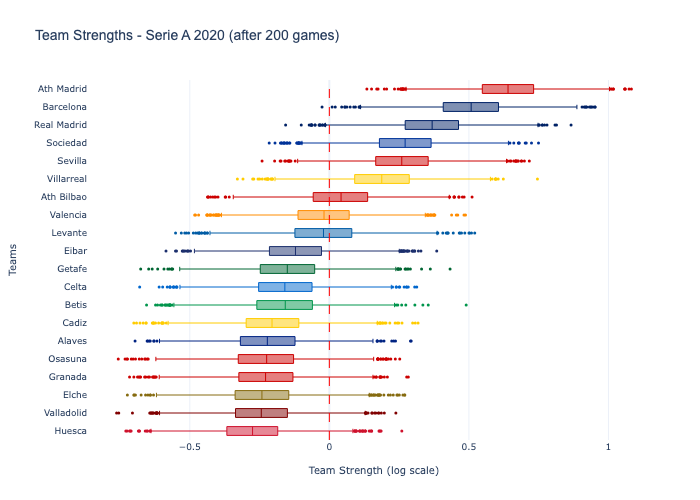 Team Strengths - Serie A 2020 (after 200 games)
Ath Madrid
Barcelona
Real Madrid
Sociedad
Sevilla
Villarreal
Ath Bilbao
Valencia
Levante
Eibar
Getafe
Celta
Betis
Cadiz
Alaves
Osasuna
Granada
Elche
Valladolid
Huesca
Teams
−0.5
0
0.5
1
Team Strength (log scale)